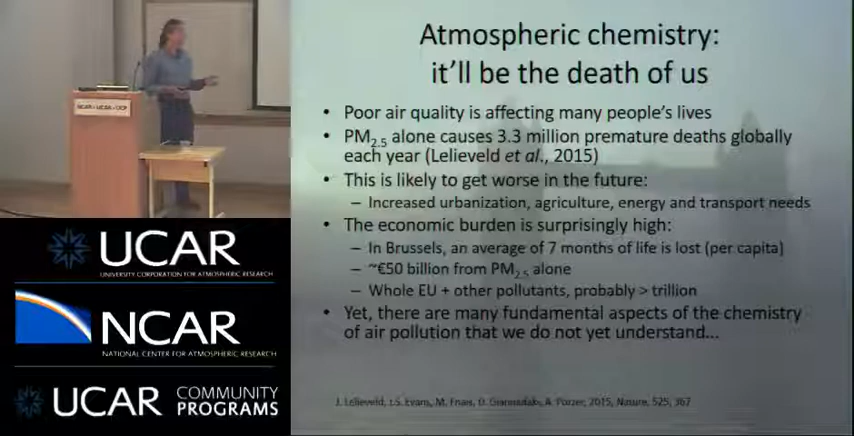 Atmospheric chemistry:
it'll be the death of us
• Poor air quality is affecting many people's lives
• PM2.5 alone causes 3.3 million premature deaths globally
each year (Lelieveld et al., 2015)
• This is likely to get worse in the future:
– Increased urbanization, agriculture, energy and transport needs
• The economic burden is surprisingly high:
– In Brussels, an average of 7 months of life is lost (per capita)
– ~€50 billion from PM2.5 alone
– Whole EU + other pollutants, probably > trillion
• Yet, there are many fundamental aspects of the chemistry
of air pollution that we do not yet understand...
J. Lelieveld, J.S. Evans, M. Fnais, D. Giannadaki, A. Pozzer, 2015, Nature, 525, 367
NCAR • UCAR • UCP
UCAR
UNIVERSITY CORPORATION FOR ATMOSPHERIC RESEARCH
NCAR
NATIONAL CENTER FOR ATMOSPHERIC RESEARCH
UCAR COMMUNITY
PROGRAMS